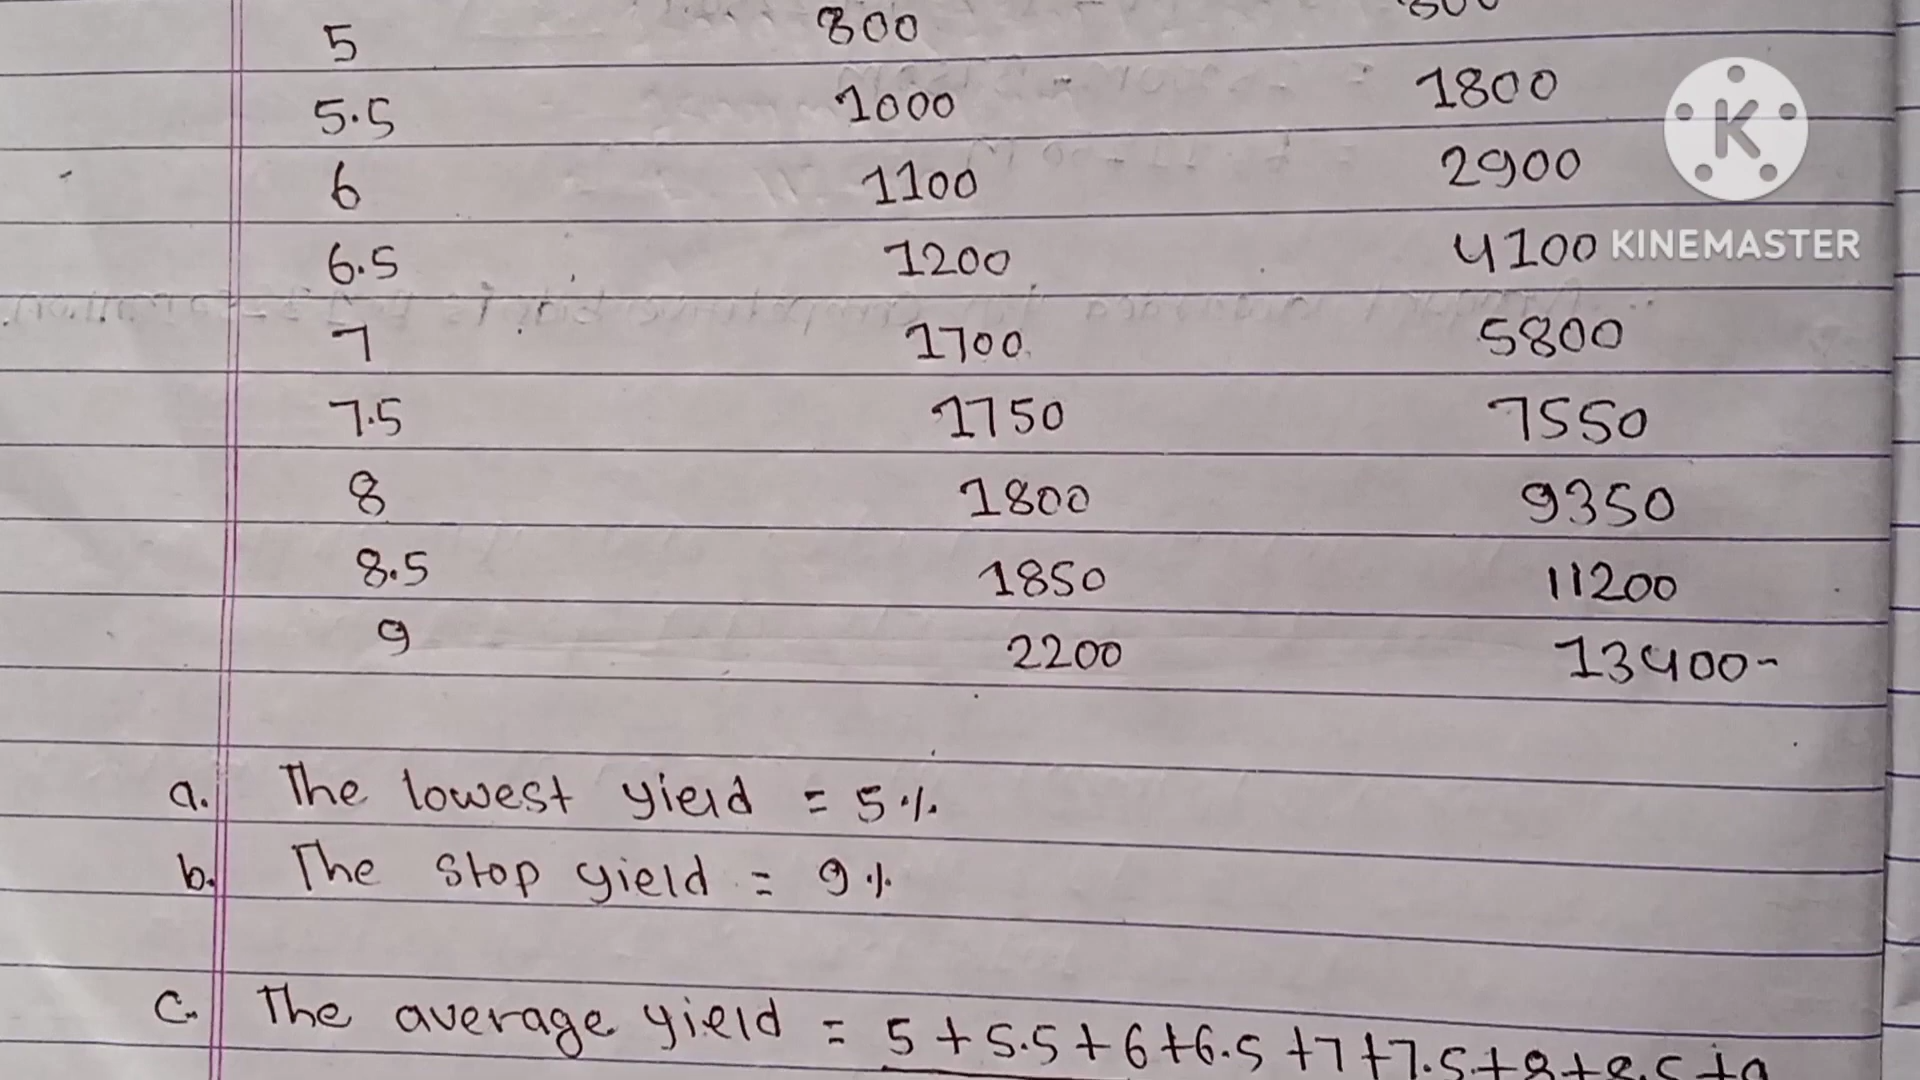 5 800 800
5.5 1000 1800
6 1100 2900
6.5 1200 4100
7 1700 5800
7.5 1750 7550
8 1800 9350
8.5 1850 11200
9 2200 13400-
K
KINEMASTER
a. The lowest yield = 5%
b. The stop yield = 9%
c. The average yield = 5+5.5+6+6.5+7+7.5+8+8.5+9